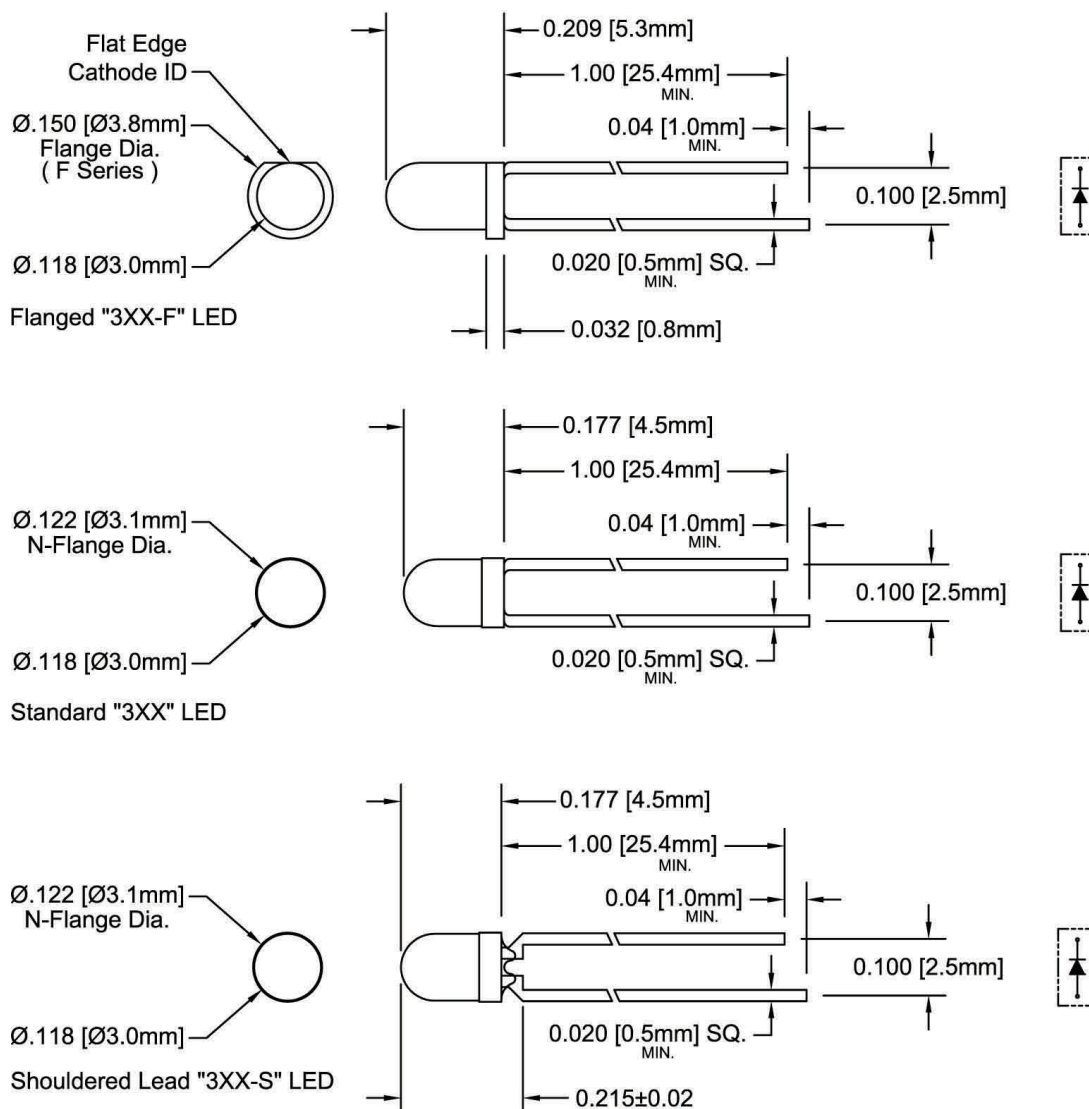 0.209 [5.3mm]
Flat Edge
Cathode ID
1.00 [25.4mm]
MIN.
Ø.150 [Ø3.8mm]
Flange Dia.
( F Series )
0.04 [1.0mm]
MIN.
0.100 [2.5mm]
Ø.118 [Ø3.0mm]
0.020 [0.5mm] SQ.
MIN.
Flanged "3XX-F" LED
0.032 [0.8mm]
0.177 [4.5mm]
1.00 [25.4mm]
Ø.122 [Ø3.1mm]
N-Flange Dia.
0.04 [1.0mm]
MIN.
0.100 [2.5mm]
Ø.118 [Ø3.0mm]
0.020 [0.5mm] SQ.
MIN.
Standard "3XX" LED
0.177 [4.5mm]
1.00 [25.4mm]
MIN.
Ø.122 [Ø3.1mm]
N-Flange Dia.
0.04 [1.0mm]
MIN.
0.100 [2.5mm]
Ø.118 [Ø3.0mm]
0.020 [0.5mm] SQ.
MIN.
Shouldered Lead "3XX-S" LED
0.215±0.02